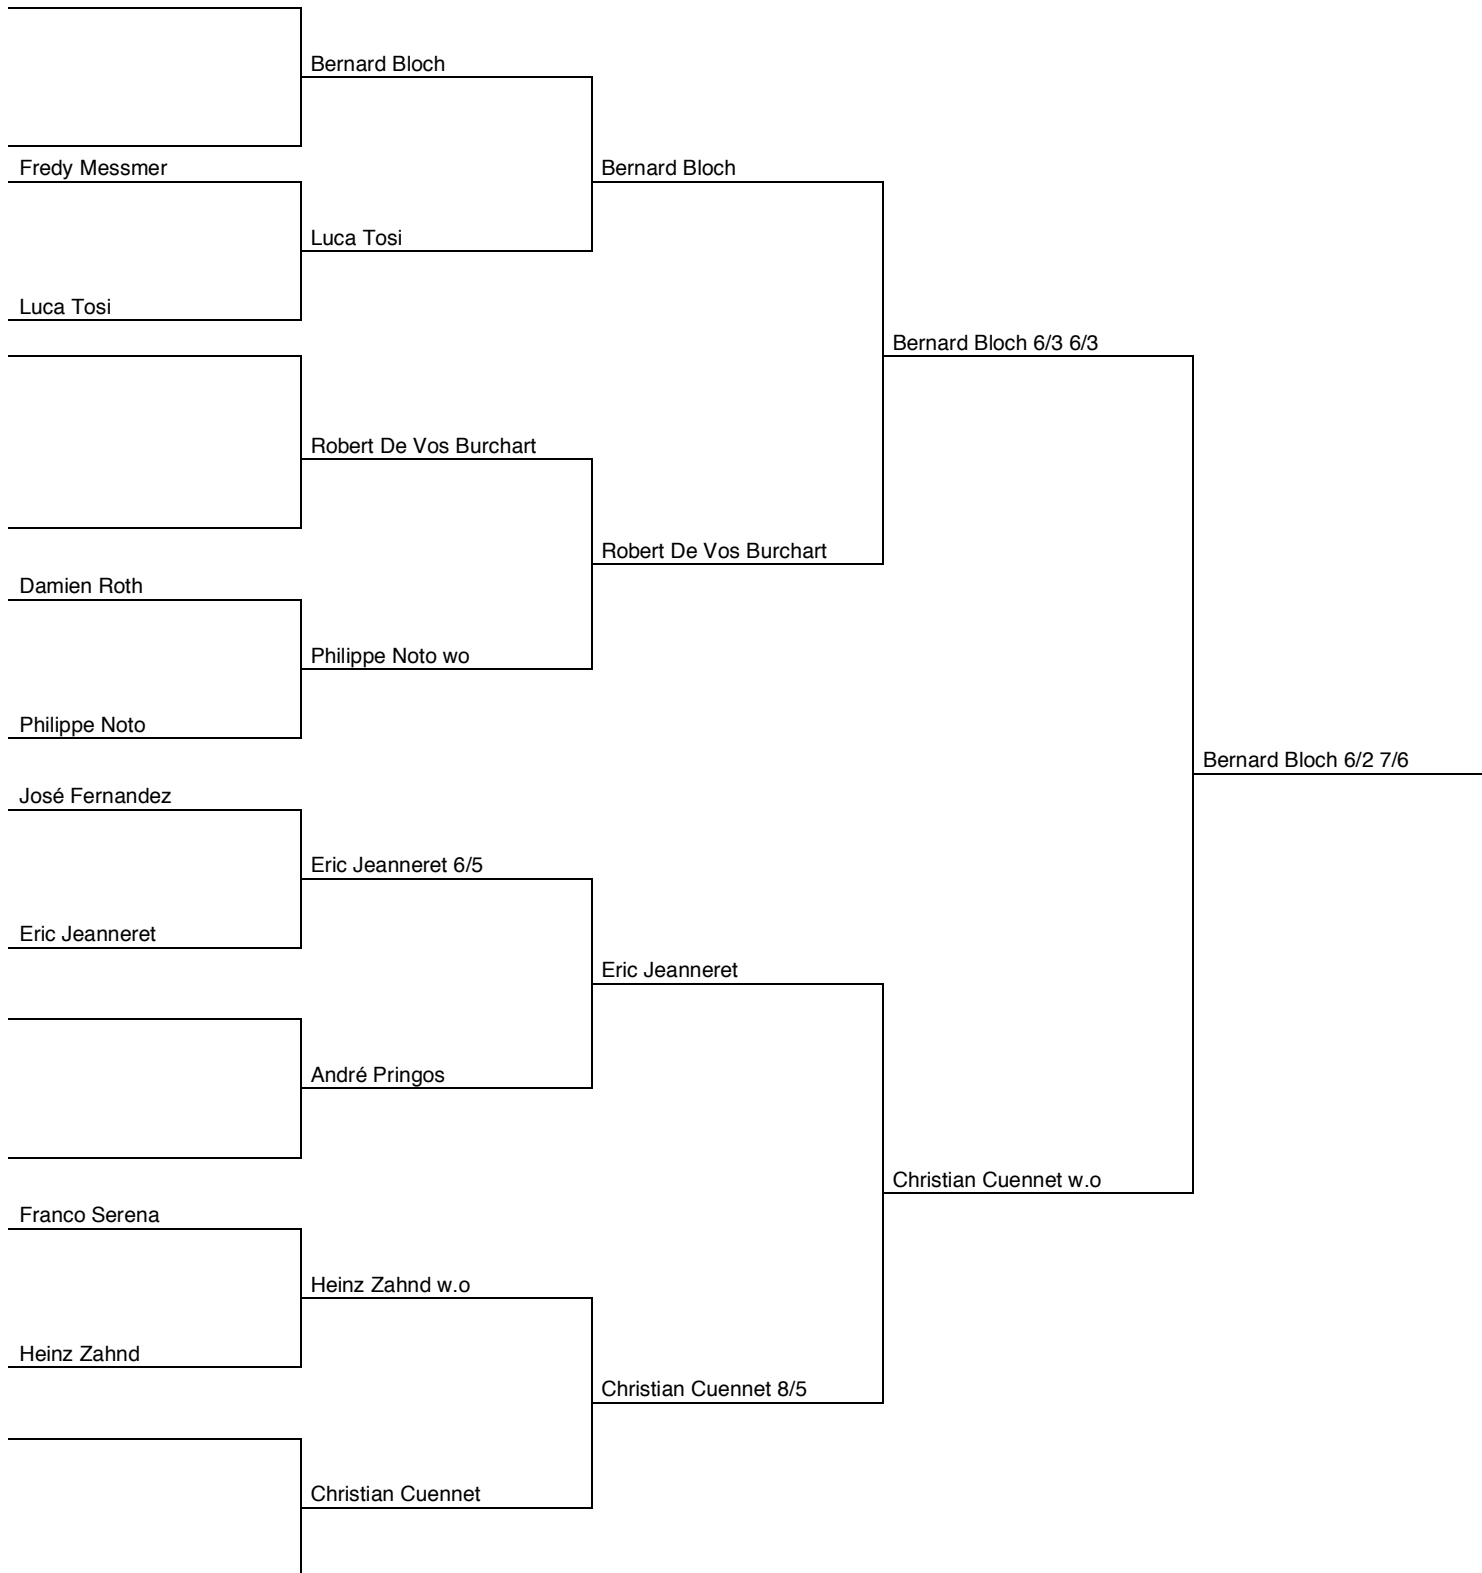 Bernard Bloch
Fredy Messmer
Bernard Bloch
Luca Tosi
Luca Tosi
Bernard Bloch 6/3 6/3
Robert De Vos Burchart
Robert De Vos Burchart
Damien Roth
Philippe Noto wo
Philippe Noto
Bernard Bloch 6/2 7/6
José Fernandez
Eric Jeanneret 6/5
Eric Jeanneret
Eric Jeanneret
André Pringos
Christian Cuennet w.o
Franco Serena
Heinz Zahnd w.o
Heinz Zahnd
Christian Cuennet 8/5
Christian Cuennet